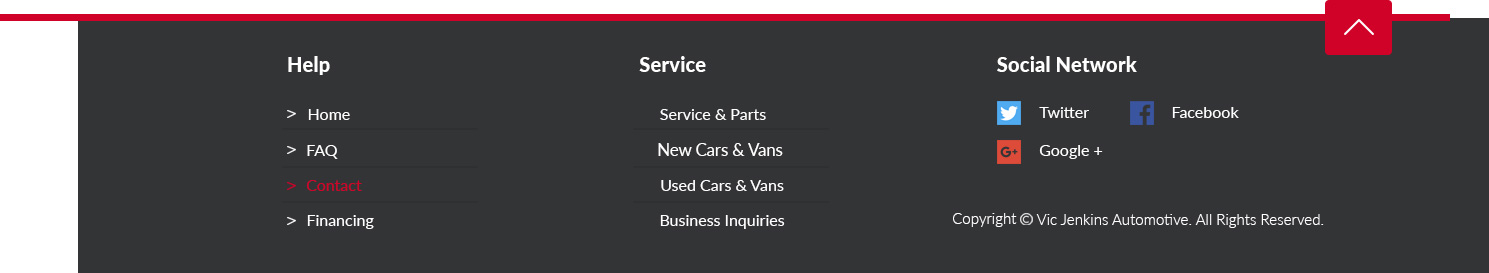 Help
> Home
> FAQ
> Contact
> Financing
Service
Service & Parts
New Cars & Vans
Used Cars & Vans
Business Inquiries
Social Network
Twitter
Facebook
Google +
Copyright © Vic Jenkins Automotive. All Rights Reserved.